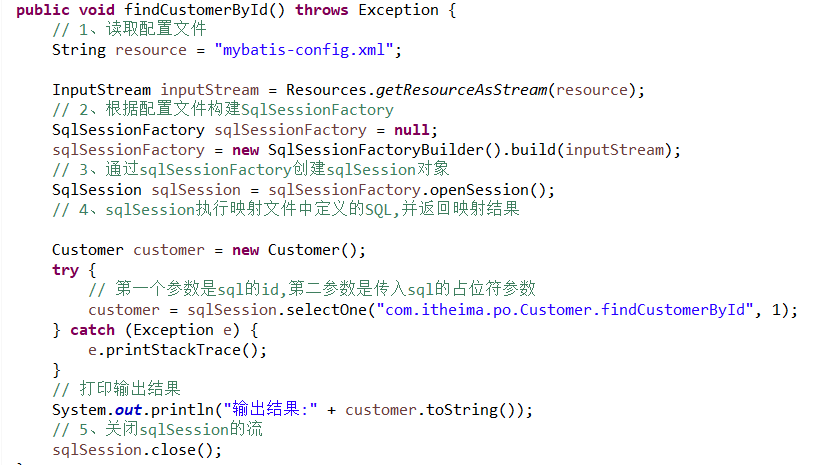 public void findCustomerById() throws Exception {
// 1、读取配置文件
String resource = "mybatis-config.xml";
InputStream inputStream = Resources.getResourceAsStream(resource);
// 2、根据配置文件构建SqlSessionFactory
SqlSessionFactory sqlSessionFactory = null;
sqlSessionFactory = new SqlSessionFactoryBuilder().build(inputStream);
// 3、通过sqlSessionFactory创建sqlSession对象
SqlSession sqlSession = sqlSessionFactory.openSession();
// 4、sqlSession执行映射文件中定义的SQL,并返回映射结果
Customer customer = new Customer();
try {
// 第一个参数是sql的id,第二参数是传入sql的占位符参数
customer = sqlSession.selectOne("com.itheima.po.Customer.findCustomerById", 1);
} catch (Exception e) {
e.printStackTrace();
}
// 打印输出结果
System.out.println("输出结果:" + customer.toString());
// 5、关闭sqlSession的流
sqlSession.close();